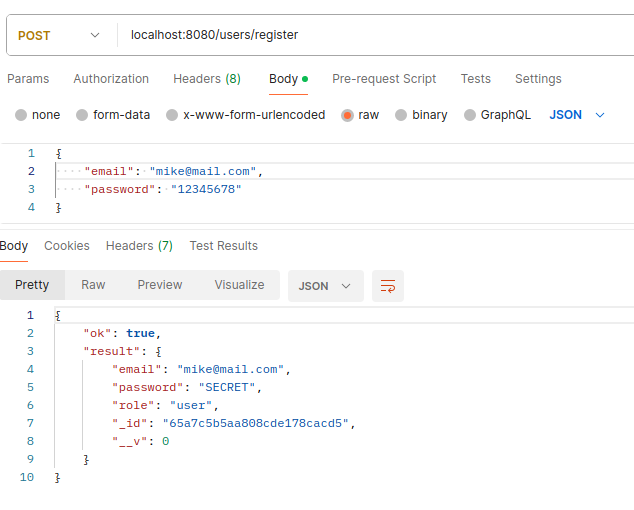 POST localhost:8080/users/register
Params Authorization Headers (8) Body Pre-request Script Tests Settings
none form-data x-www-form-urlencoded raw binary GraphQL JSON
1 {
2 "email": "mike@mail.com",
3 "password": "12345678"
4 }
Body Cookies Headers (7) Test Results
Pretty Raw Preview Visualize JSON
1 {
2 "ok": true,
3 "result": {
4 "email": "mike@mail.com",
5 "password": "SECRET",
6 "role": "user",
7 "_id": "65a7c5b5aa808cde178cacd5",
8 "__v": 0
9 }
10 }